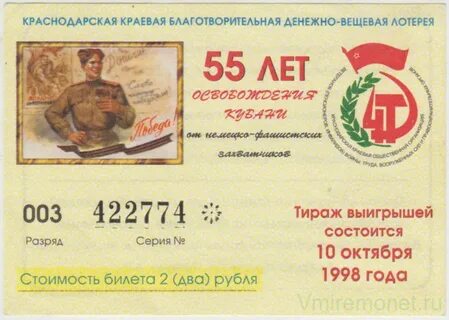 КРАСНОДАРСКАЯ КРАЕВАЯ БЛАГОТВОРИТЕЛЬНАЯ ДЕНЕЖНО-ВЕЩЕВАЯ ЛОТЕРЕЯ
55 ЛЕТ
ОСВОБОЖДЕНИЯ
КУБАНИ
от немецко-фашистских
захватчиков
Победа!
003 422774
Разряд Серия №
Тираж выигрышей
состоится
10 октября
1998 года
Стоимость билета 2 (два) рубля
Vmiremonet.ru